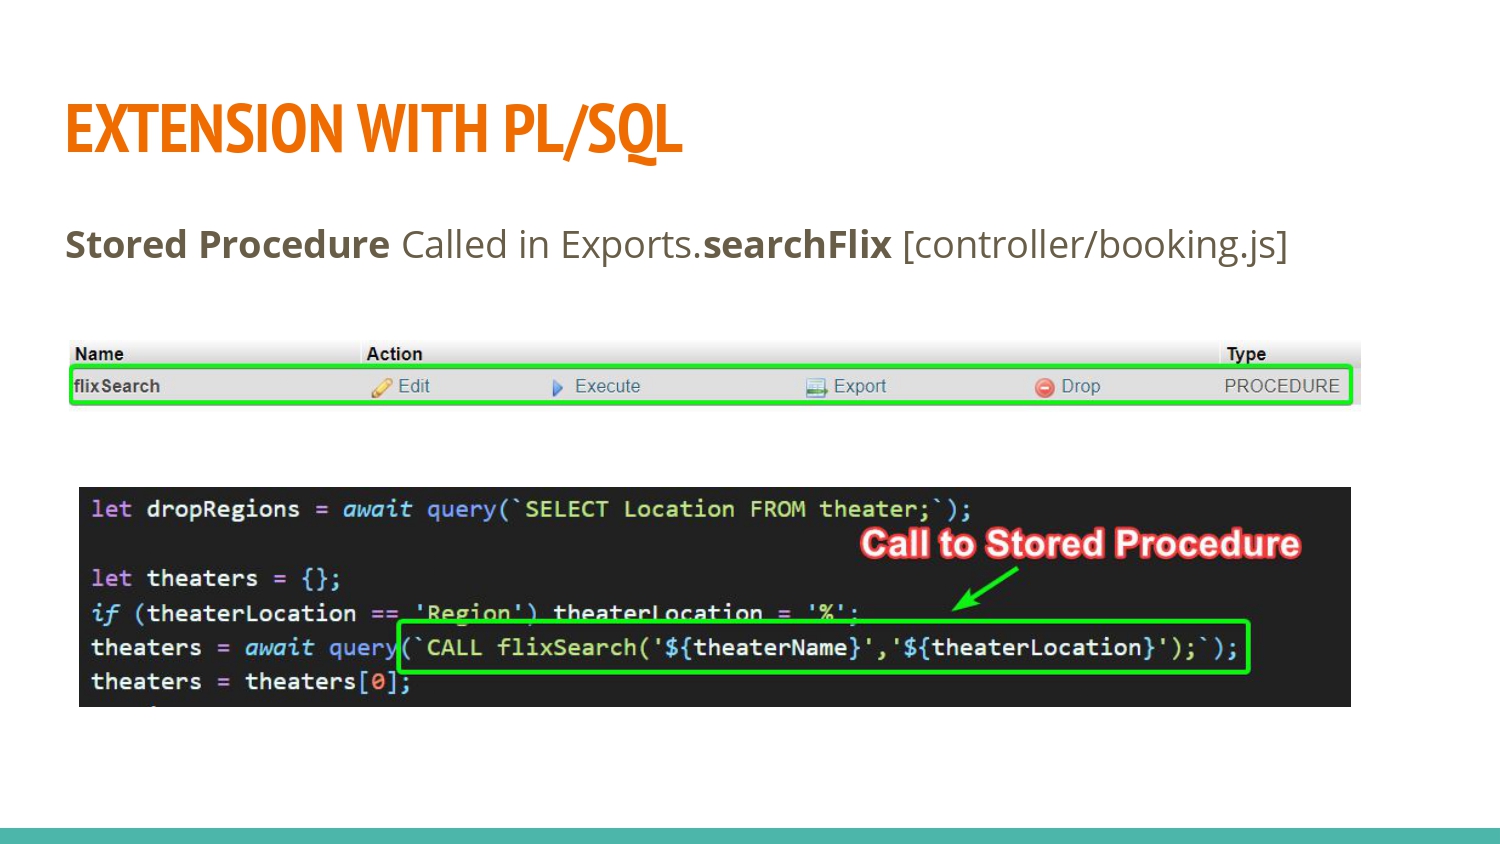 EXTENSION WITH PL/SQL
Stored Procedure Called in Exports.searchFlix [controller/booking.js]
Name Action Type
flixSearch Edit Execute Export Drop PROCEDURE
let dropRegions = await query(`SELECT Location FROM theater;`);
Call to Stored Procedure
let theaters = {};
if (theaterLocation == 'Region') theaterLocation = '%';
theaters = await query(`CALL flixSearch('${theaterName}','${theaterLocation}');`);
theaters = theaters[0];